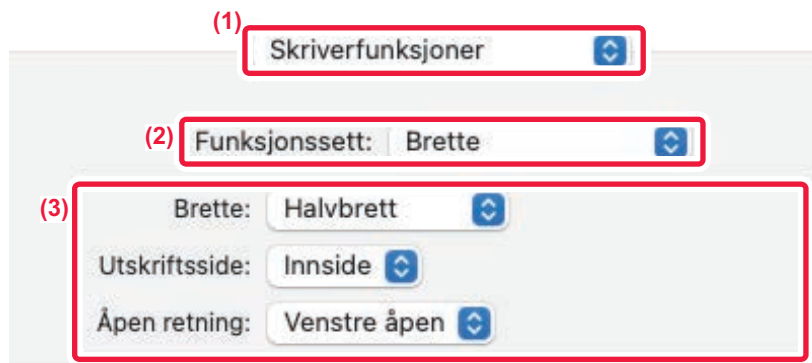 (1)
Skriverfunksjoner
(2) Funksjonssett: Brette
(3) Brette: Halvbrett
Utskriftsside: Innside
Åpen retning: Venstre åpen